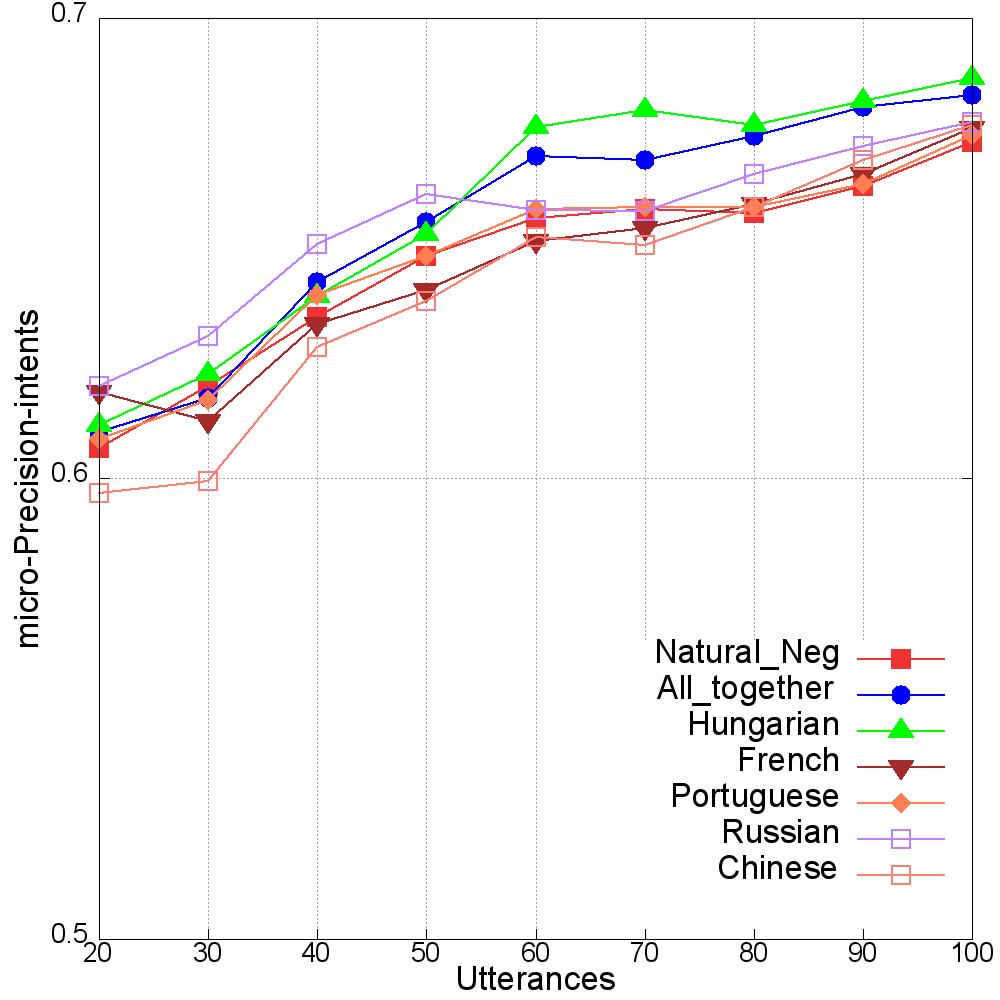 0.7
0.6
0.5
micro-Precision-intents
20 30 40 50 60 70 80 90 100
Utterances
Natural_Neg
All_together
Hungarian
French
Portuguese
Russian
Chinese